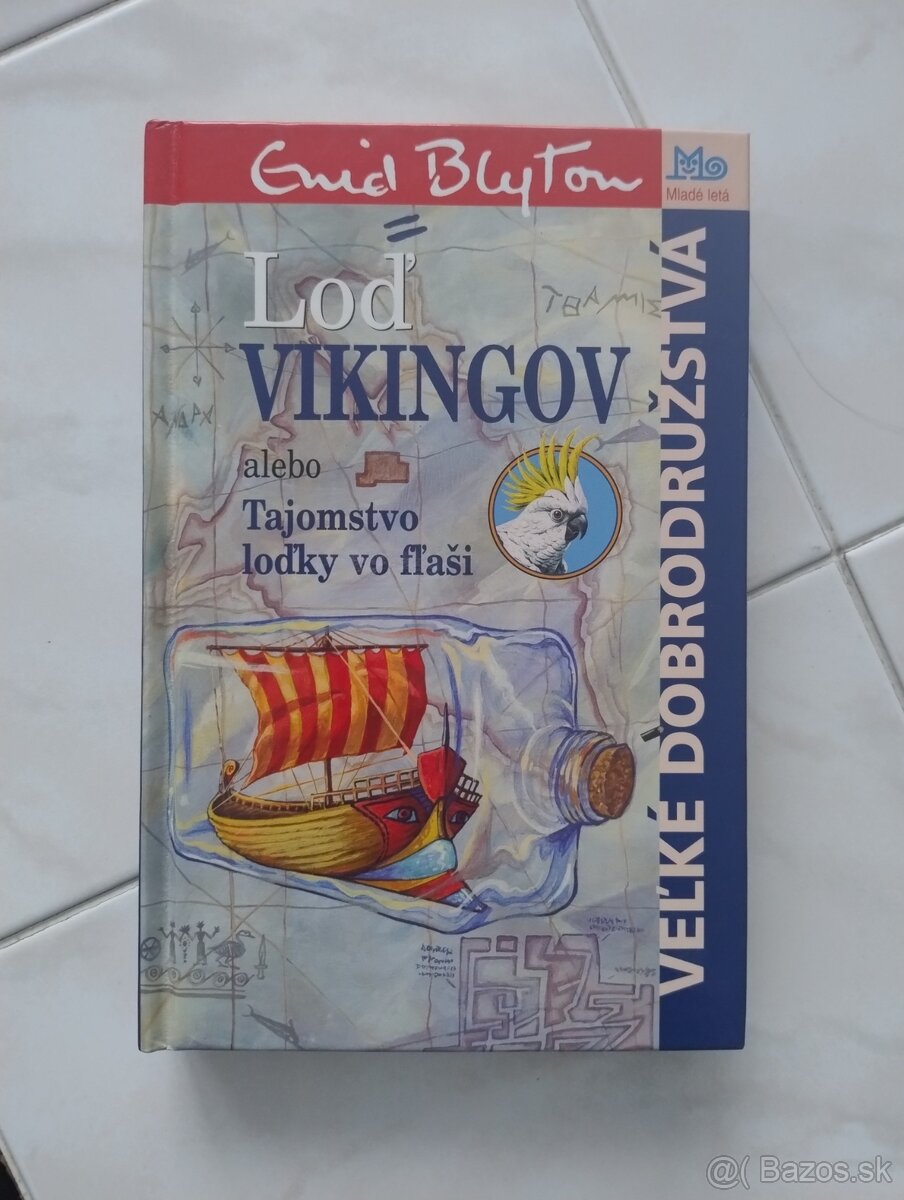 Enid Blyton
Mladé letá
Loď
VIKINGOV
alebo
Tajomstvo
loďky vo fľaši
VEĽKÉ DOBRODRUŽSTVÁ
@( Bazos.sk